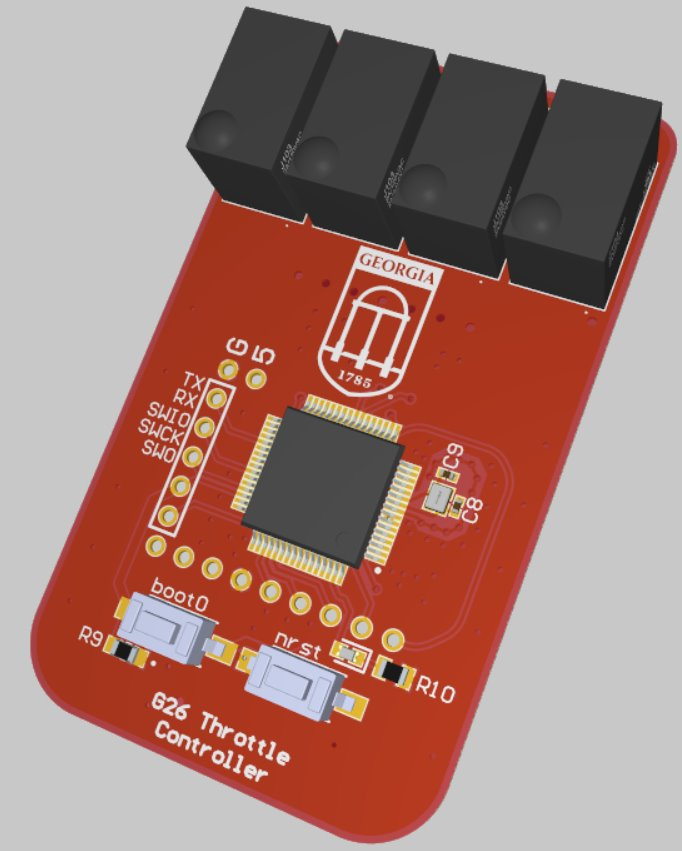 GEORGIA
1785
G
5
TX
RX
SWIO
SWCK
SWO
C9
C8
boot0
nrst
R9
R10
G26 Throttle
Controller